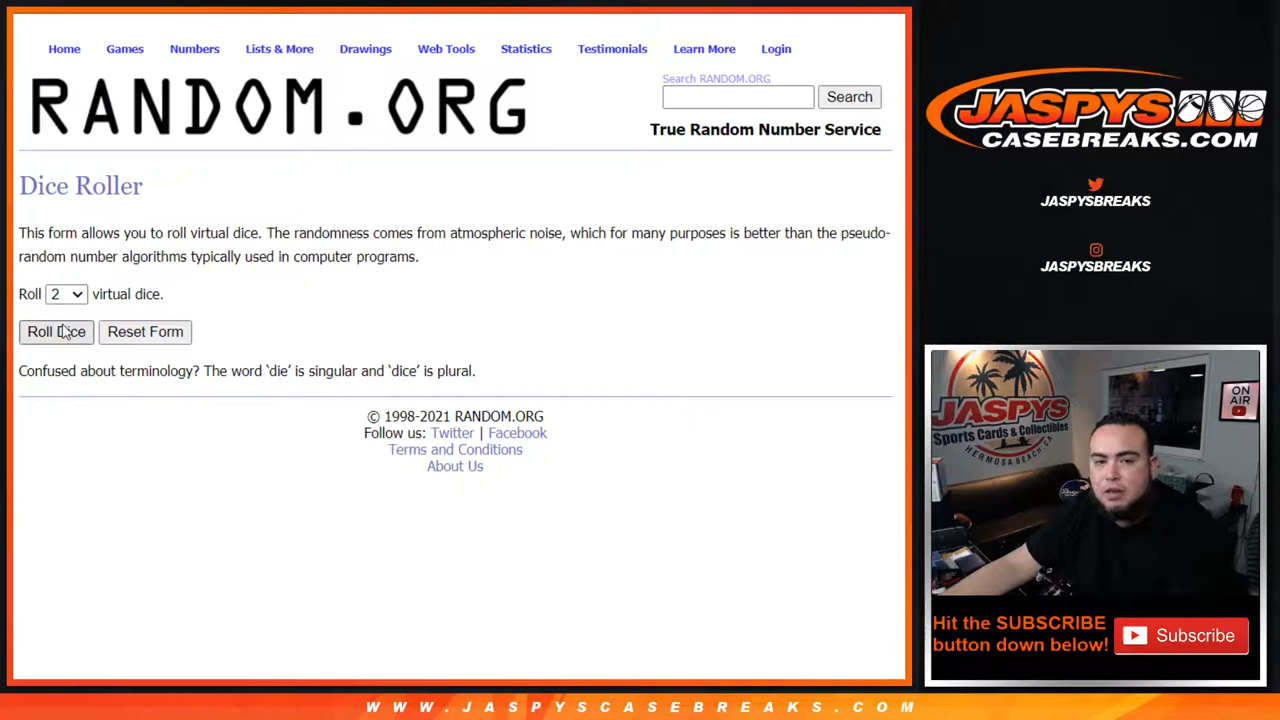 Home Games Numbers Lists & More Drawings Web Tools Statistics Testimonials Learn More Login
RANDOM.ORG
Search RANDOM.ORG
Search
True Random Number Service
Dice Roller
This form allows you to roll virtual dice. The randomness comes from atmospheric noise, which for many purposes is better than the pseudo-
random number algorithms typically used in computer programs.
Roll 2 virtual dice.
Roll Dice Reset Form
Confused about terminology? The word ‘die’ is singular and ‘dice’ is plural.
© 1998-2021 RANDOM.ORG
Follow us: Twitter | Facebook
Terms and Conditions
About Us
JASPYS
CASEBREAKS.COM
JASPYSBREAKS
JASPYSBREAKS
JASPYS
Sports Cards & Collectibles
HERMOSA BEACH, CA
ON AIR
Dodgers
Hit the SUBSCRIBE
button down below!
Subscribe
WWW.JASPYSCASEBREAKS.COM